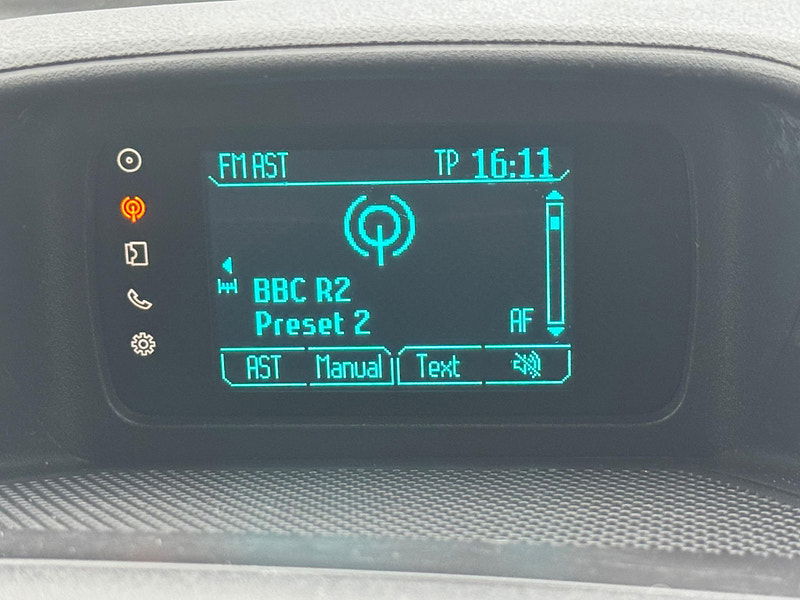 FM AST TP 16:11
BBC R2
Preset 2 AF
AST Manual Text